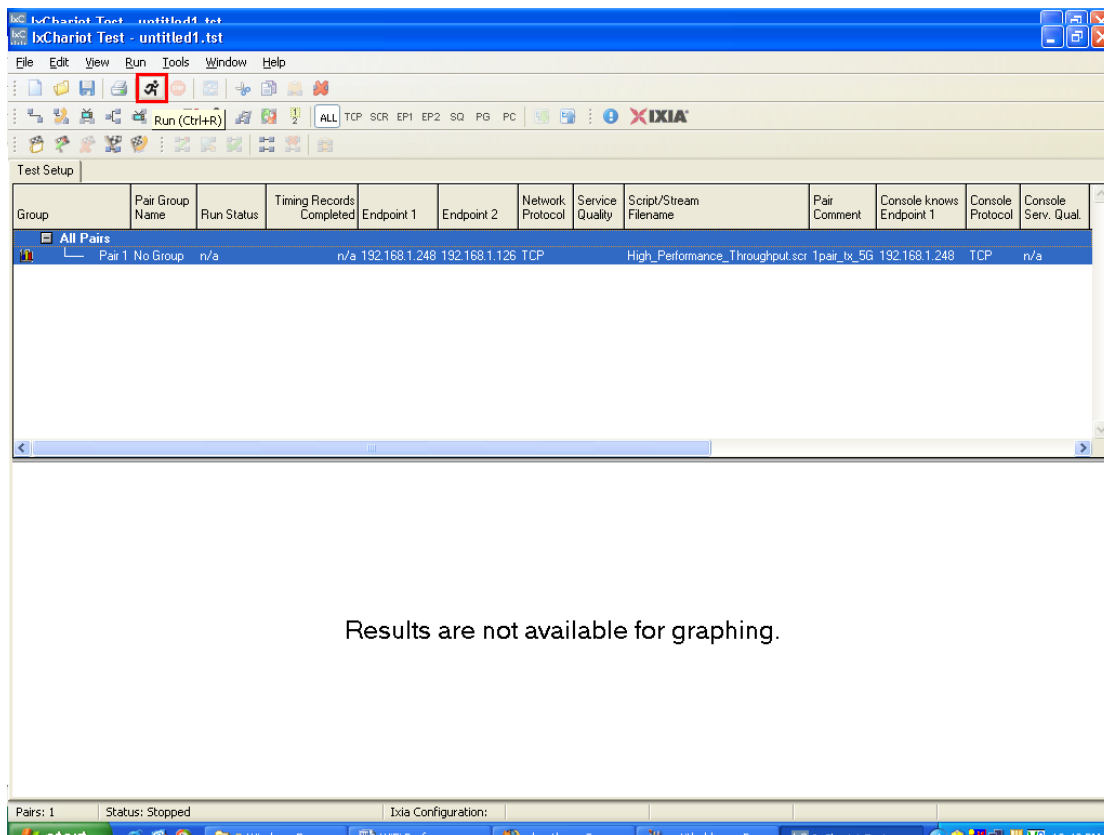 IxChariot Test - untitled1.tst
IxChariot Test - untitled1.tst
File Edit View Run Tools Window Help
Run (Ctrl+R)
ALL TCP SCR EP1 EP2 SQ PG PC IXIA
Test Setup
Group Pair Group Name Run Status Timing Records Completed Endpoint 1 Endpoint 2 Network Protocol Service Quality Script/Stream Filename Pair Comment Console knows Endpoint 1 Console Protocol Console Serv. Qual.
All Pairs
Pair 1 No Group n/a n/a 192.168.1.248 192.168.1.126 TCP High_Performance_Throughput.scr 1pair_tx_5G 192.168.1.248 TCP n/a
Results are not available for graphing.
Pairs: 1 Status: Stopped Ixia Configuration:
start